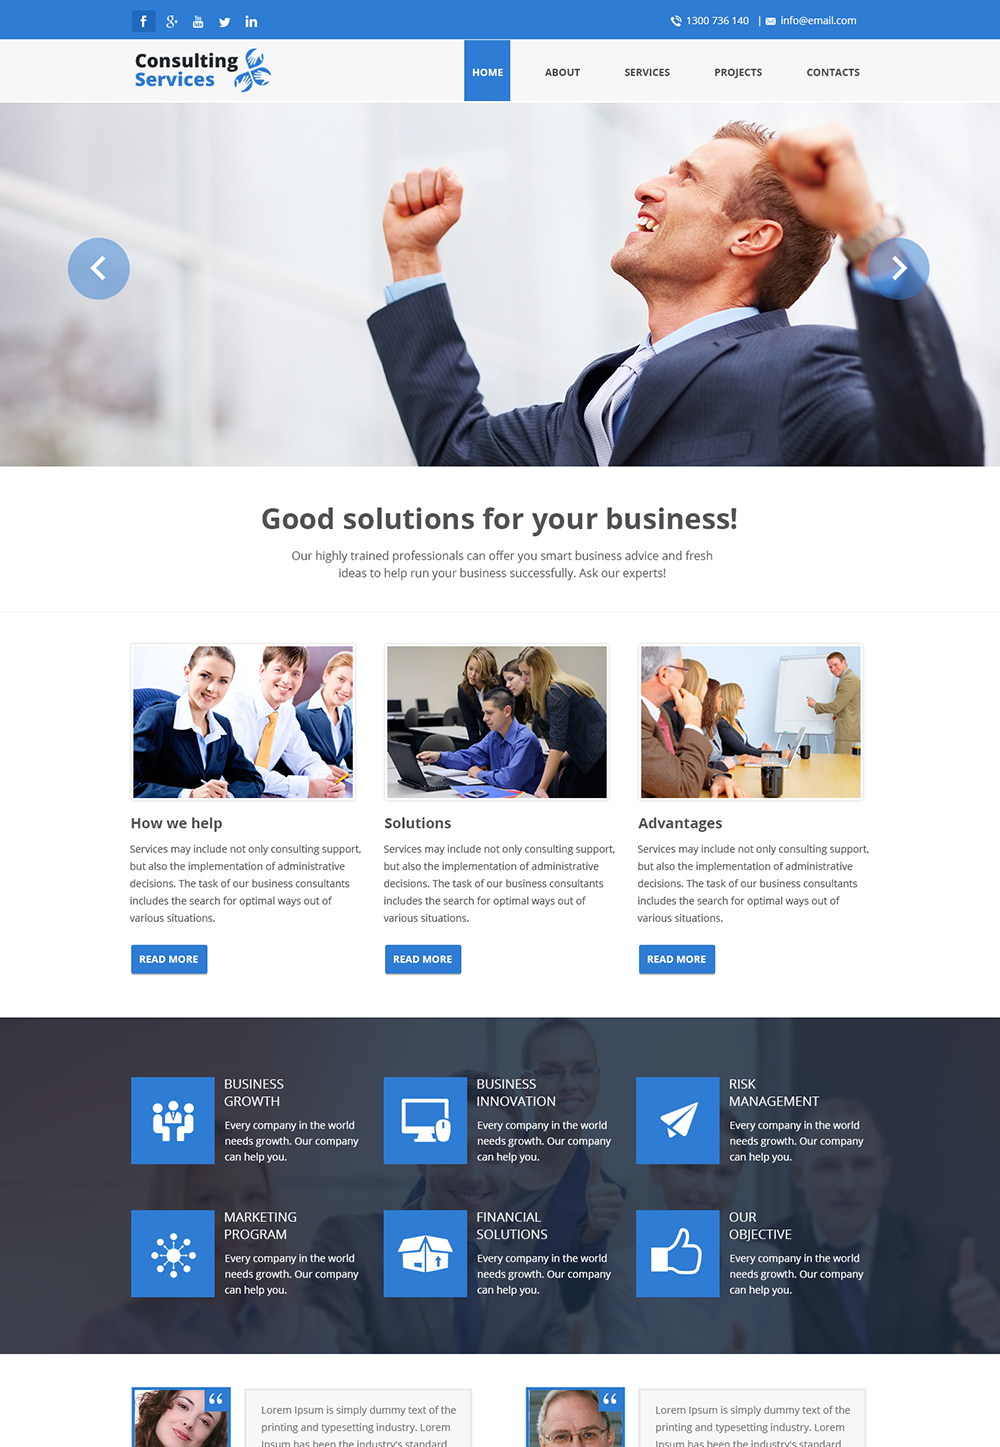 1300 736 140 | info@email.com
Consulting
Services
HOME ABOUT SERVICES PROJECTS CONTACTS
Good solutions for your business!
Our highly trained professionals can offer you smart business advice and fresh
ideas to help run your business successfully. Ask our experts!
How we help
Services may include not only consulting support,
but also the implementation of administrative
decisions. The task of our business consultants
includes the search for optimal ways out of
various situations.
READ MORE
Solutions
Services may include not only consulting support,
but also the implementation of administrative
decisions. The task of our business consultants
includes the search for optimal ways out of
various situations.
READ MORE
Advantages
Services may include not only consulting support,
but also the implementation of administrative
decisions. The task of our business consultants
includes the search for optimal ways out of
various situations.
READ MORE
BUSINESS
GROWTH
Every company in the world
needs growth. Our company
can help you.
BUSINESS
INNOVATION
Every company in the world
needs growth. Our company
can help you.
RISK
MANAGEMENT
Every company in the world
needs growth. Our company
can help you.
MARKETING
PROGRAM
Every company in the world
needs growth. Our company
can help you.
FINANCIAL
SOLUTIONS
Every company in the world
needs growth. Our company
can help you.
OUR
OBJECTIVE
Every company in the world
needs growth. Our company
can help you.
Lorem Ipsum is simply dummy text of the
printing and typesetting industry. Lorem
Ipsum has been the industry's standard
Lorem Ipsum is simply dummy text of the
printing and typesetting industry. Lorem
Ipsum has been the industry's standard